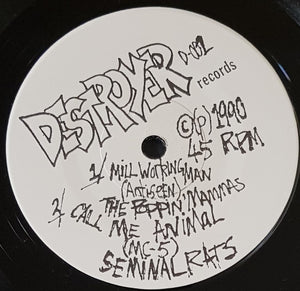 DESTROYER
records
D-002
© (P) 1990
45 RPM
1/ MILL WORKING MAN
(ANTISEEN)
THE POPPIN' MAMMAS
2/ CALL ME ANIMAL
(MC-5)
SEMINAL RATS